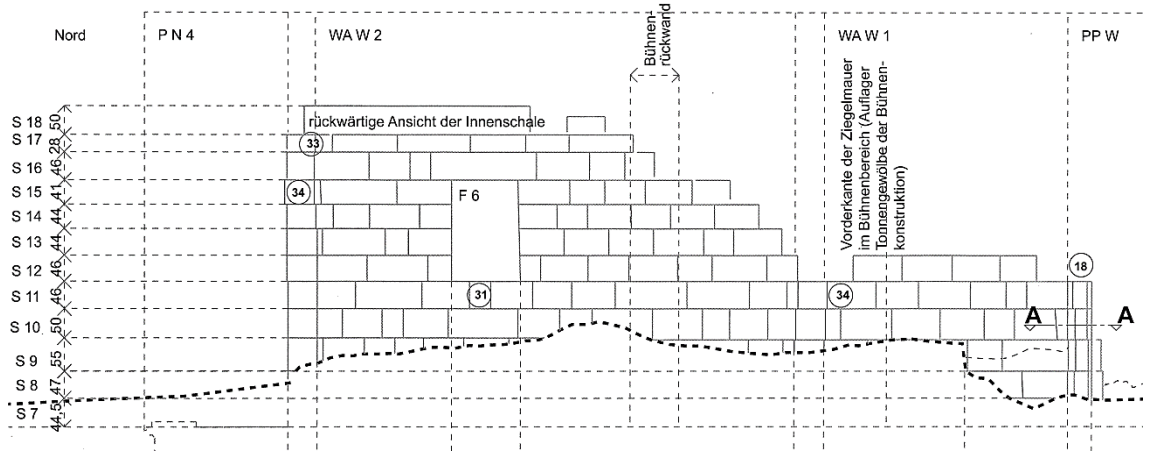 Nord
P N 4
WA W 2
Bühnen-
rückwand
WA W 1
PP W
Vorderkante der Ziegelmauer
im Bühnenbereich (Auflager
Tonnengewölbe der Bühnen-
konstruktion)
S 18
50
rückwärtige Ansicht der Innenschale
S 17
28
33
S 16
46
S 15
41
34
F 6
S 14
44
S 13
44
S 12
46
18
S 11
46
31
34
S 10
50
A
A
S 9
55
S 8
47
S 7
44,5